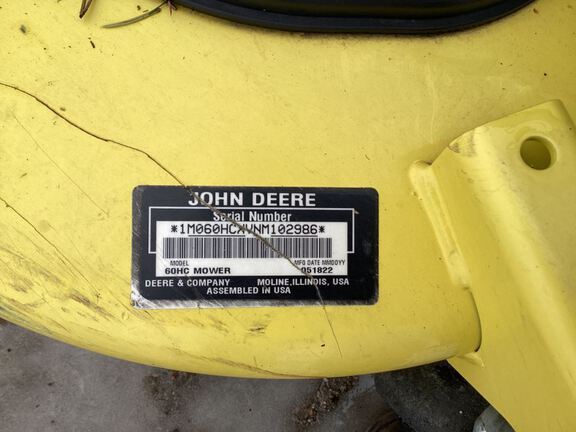 JOHN DEERE
Serial Number
MODEL MFG DATE MMDDYY
60HC MOWER 051822
DEERE & COMPANY MOLINE, ILLINOIS, USA
ASSEMBLED IN USA